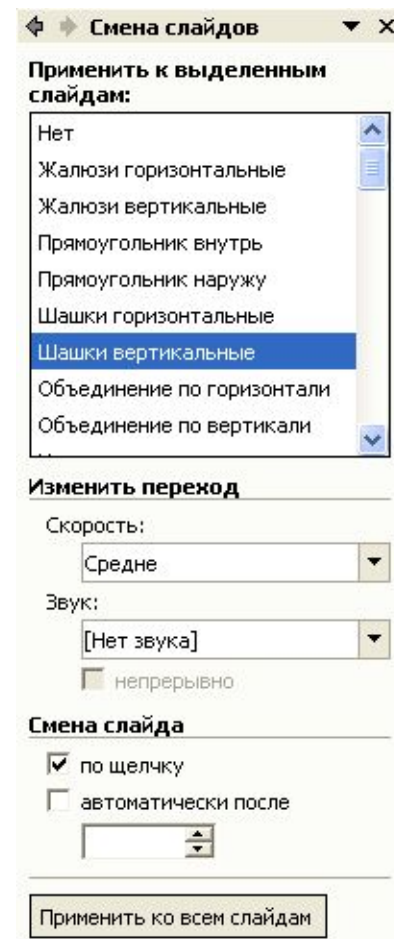 Смена слайдов
Применить к выделенным
слайдам:
Нет
Жалюзи горизонтальные
Жалюзи вертикальные
Прямоугольник внутрь
Прямоугольник наружу
Шашки горизонтальные
Шашки вертикальные
Объединение по горизонтали
Объединение по вертикали
Изменить переход
Скорость:
Средне
Звук:
[Нет звука]
непрерывно
Смена слайда
по щелчку
автоматически после
Применить ко всем слайдам